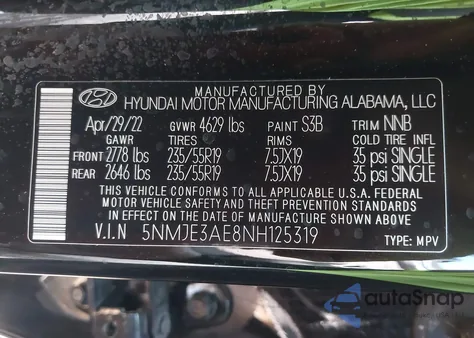 MANUFACTURED BY
HYUNDAI MOTOR MANUFACTURING ALABAMA, LLC
Apr/29/22 GVWR 4629 lbs PAINT S3B TRIM NNB
GAWR TIRES RIMS COLD TIRE INFL
FRONT 2778 lbs 235/55R19 7.5JX19 35 psi SINGLE
REAR 2646 lbs 235/55R19 7.5JX19 35 psi SINGLE
THIS VEHICLE CONFORMS TO ALL APPLICABLE U.S.A. FEDERAL
MOTOR VEHICLE SAFETY AND THEFT PREVENTION STANDARDS
IN EFFECT ON THE DATE OF MANUFACTURE SHOWN ABOVE.
V.I.N 5NMJE3AE8NH125319 TYPE: MPV
autoSnap